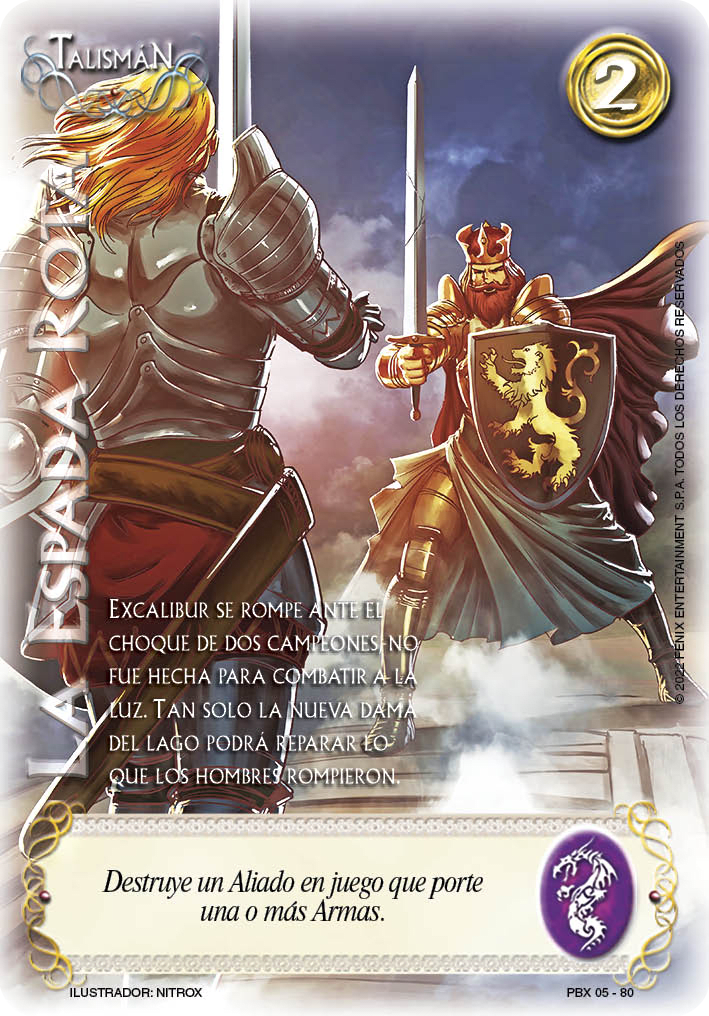 Talismán
2
La Espada Rota
Excalibur se rompe ante el
choque de dos campeones, no
fue hecha para combatir a la
luz. Tan solo la nueva dama
del lago podrá reparar lo
que los hombres rompieron.
© 2022 FENIX ENTERTAINMENT S.P.A. TODOS LOS DERECHOS RESERVADOS
Destruye un Aliado en juego que porte
una o más Armas.
ILUSTRADOR: NITROX
PBX 05 - 80